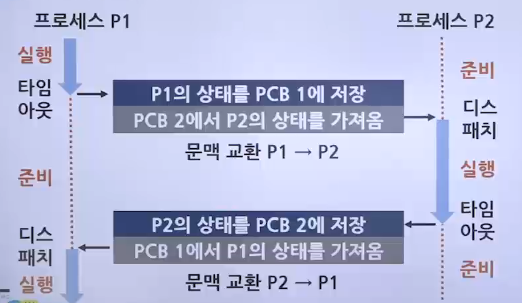 프로세스 P1
프로세스 P2
실행
준비
타임
아웃
P1의 상태를 PCB 1에 저장
PCB 2에서 P2의 상태를 가져옴
디스
패치
문맥 교환 P1 → P2
준비
실행
P2의 상태를 PCB 2에 저장
PCB 1에서 P1의 상태를 가져옴
타임
아웃
디스
패치
문맥 교환 P2 → P1
실행
준비